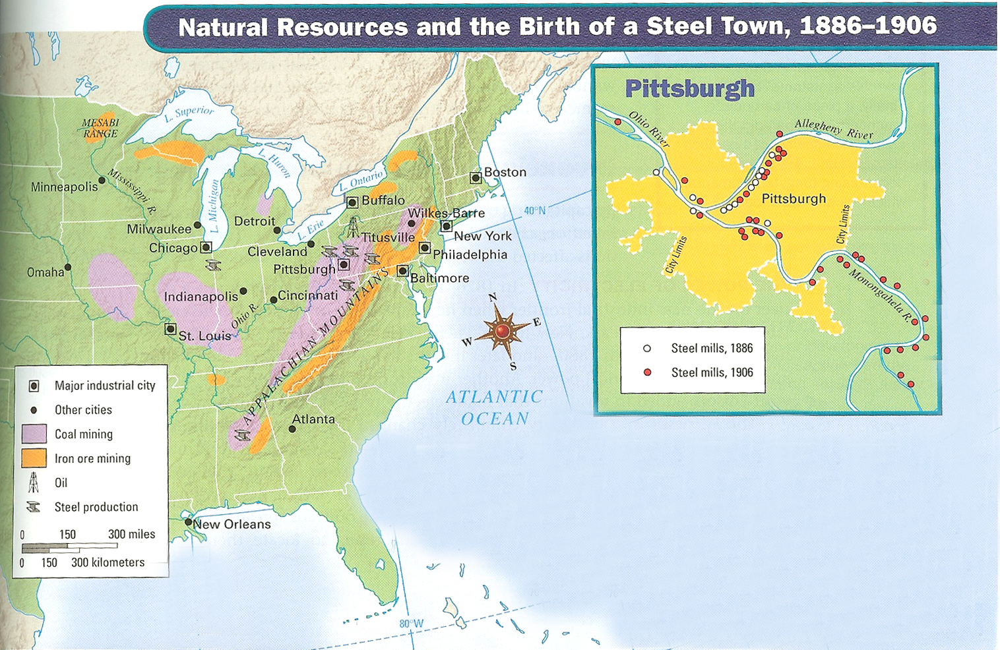 Natural Resources and the Birth of a Steel Town, 1886–1906
MESABI
RANGE
L. Superior
L. Huron
L. Michigan
L. Ontario
L. Erie
Minneapolis
Mississippi R.
Milwaukee
Chicago
Detroit
Cleveland
Buffalo
Boston
Titusville
Wilkes-Barre
New York
Philadelphia
Pittsburgh
Baltimore
Omaha
Indianapolis
Cincinnati
Ohio R.
St. Louis
APPALACHIAN MOUNTAINS
Atlanta
New Orleans
40°N
80°W
N
E
W
S
ATLANTIC
OCEAN
Major industrial city
Other cities
Coal mining
Iron ore mining
Oil
Steel production
0 150 300 miles
0 150 300 kilometers
Pittsburgh
Ohio River
Allegheny River
Pittsburgh
City Limits
City Limits
Monongahela R.
Steel mills, 1886
Steel mills, 1906